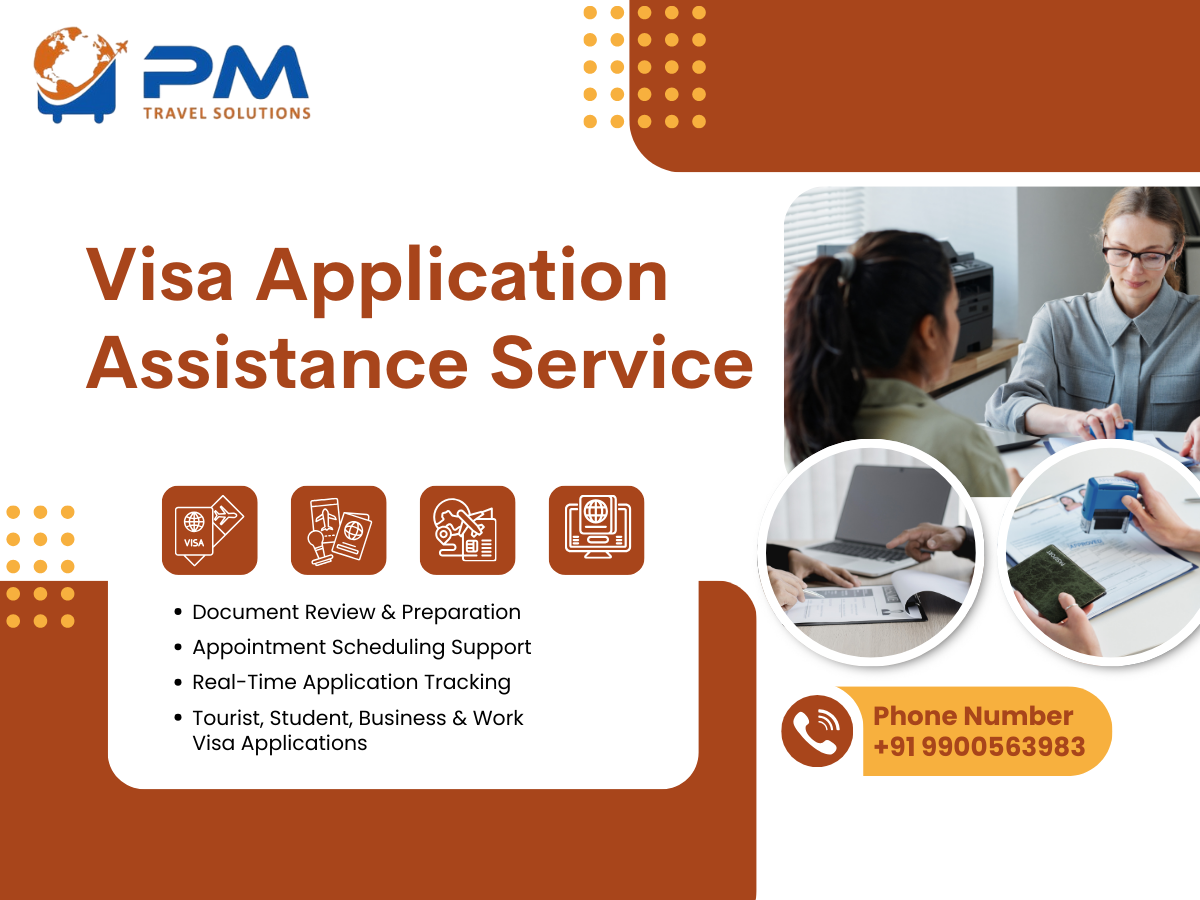 PM
TRAVEL SOLUTIONS
Visa Application
Assistance Service
VISA
Document Review & Preparation
Appointment Scheduling Support
Real-Time Application Tracking
Tourist, Student, Business & Work
Visa Applications
PASSPORT
Phone Number
+91 9900563983